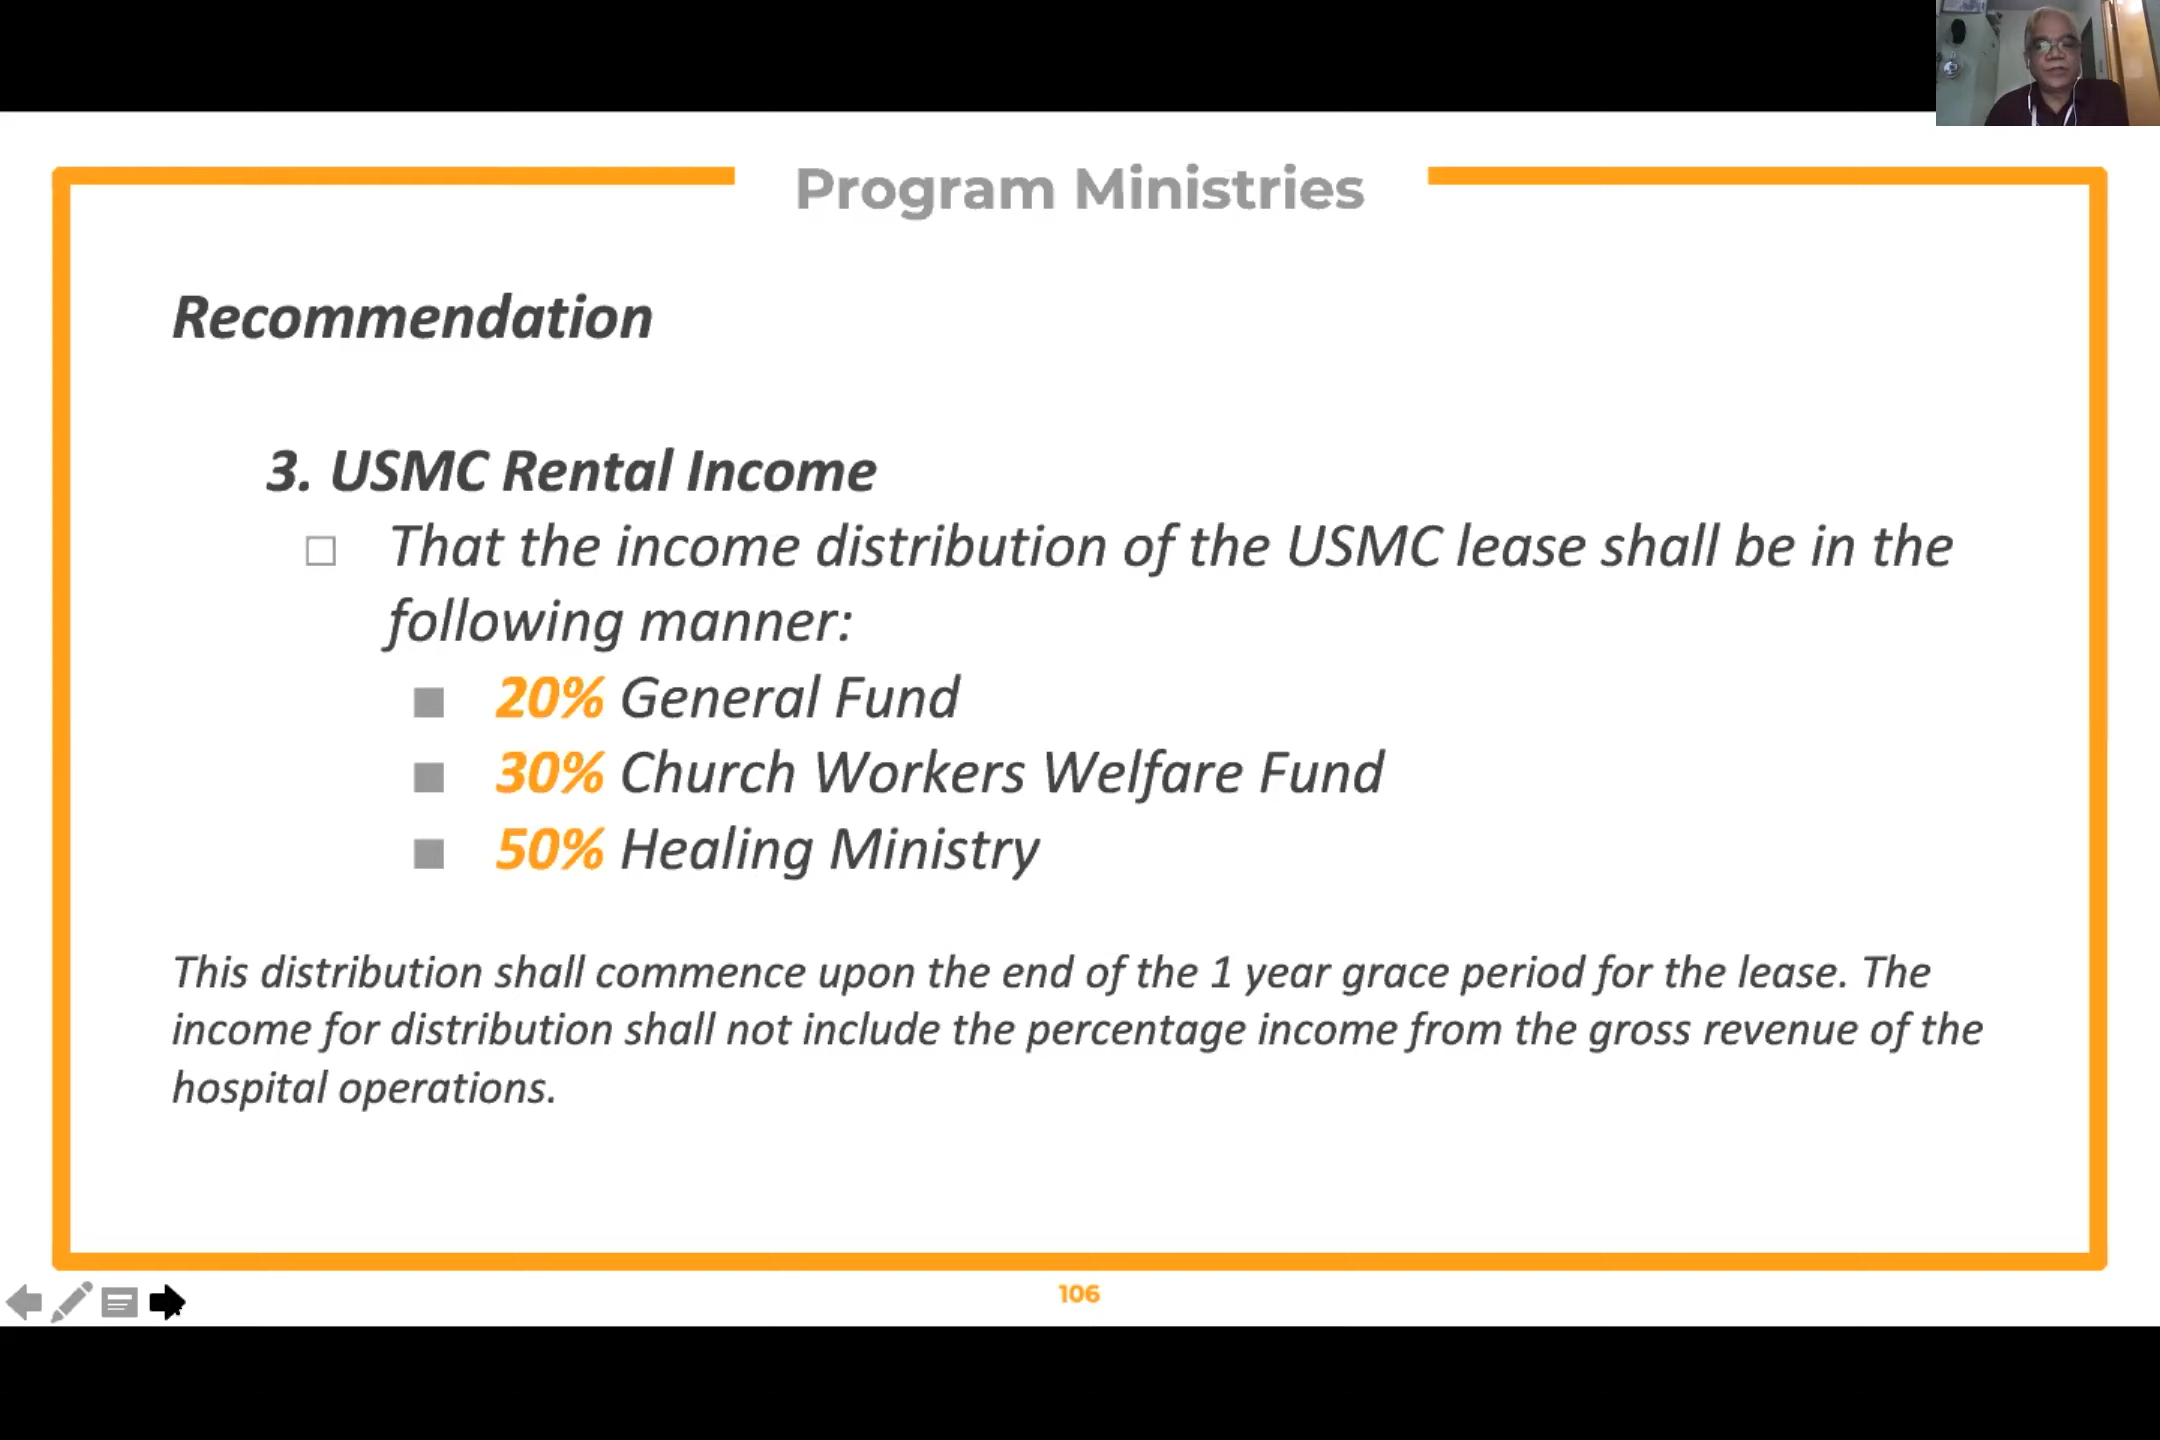 Program Ministries
Recommendation
3. USMC Rental Income
That the income distribution of the USMC lease shall be in the
following manner:
20% General Fund
30% Church Workers Welfare Fund
50% Healing Ministry
This distribution shall commence upon the end of the 1 year grace period for the lease. The
income for distribution shall not include the percentage income from the gross revenue of the
hospital operations.
106